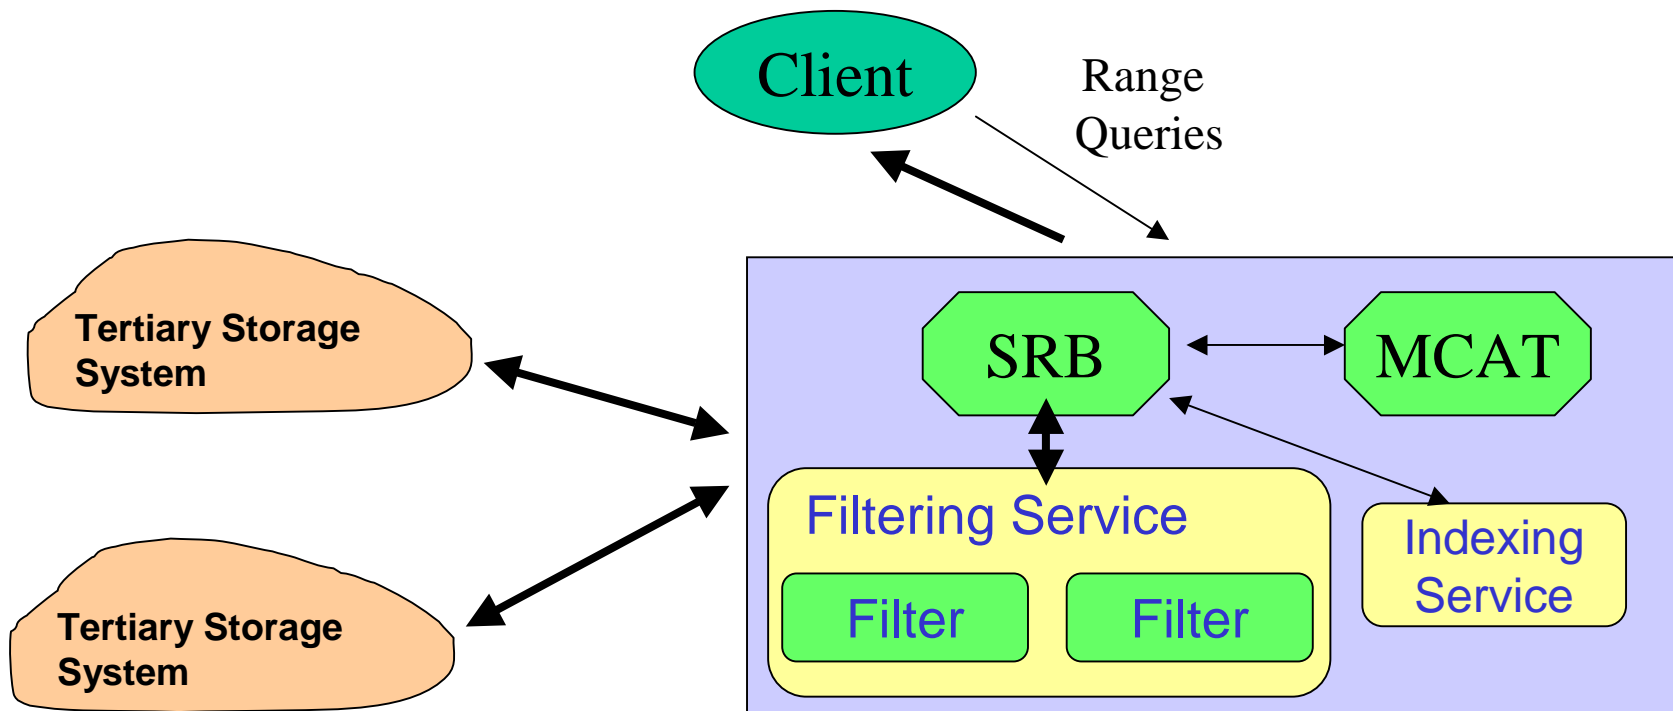 Client
Range
Queries
Tertiary Storage
System
SRB
MCAT
Filtering Service
Indexing
Service
Filter
Filter
Tertiary Storage
System